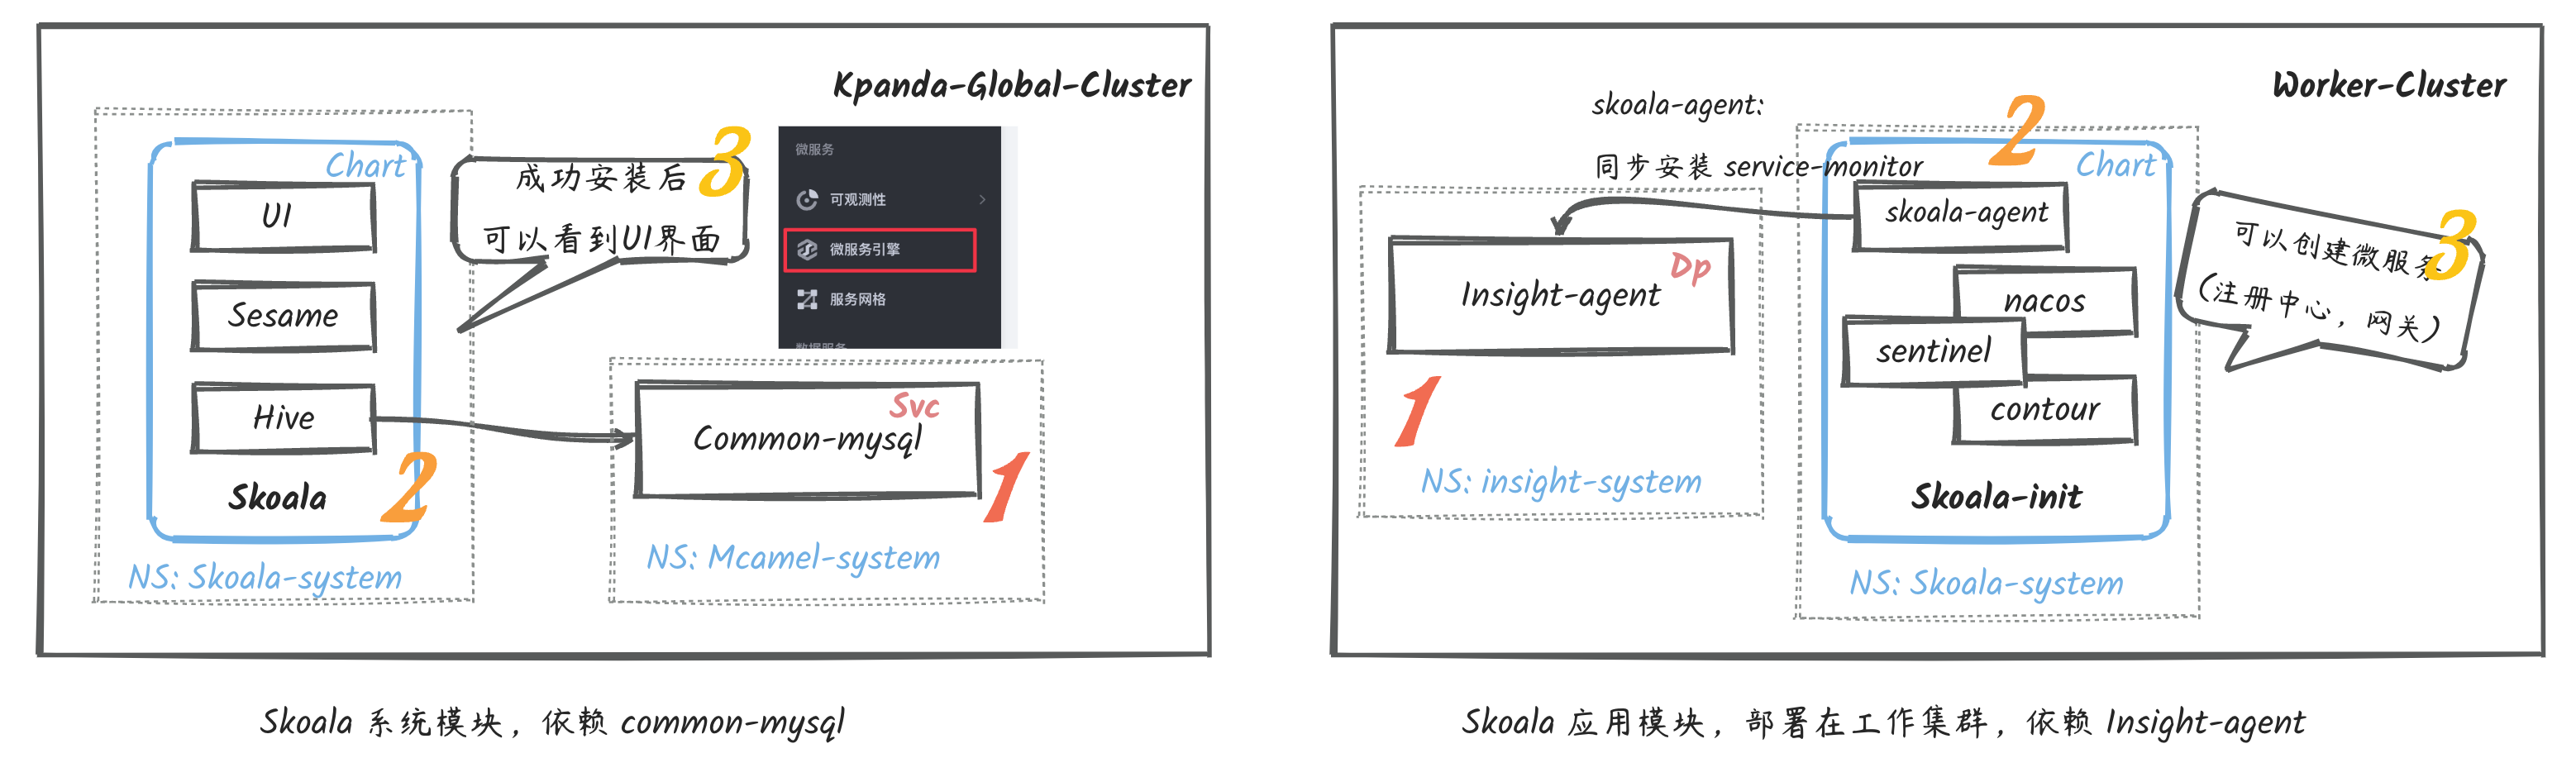 Kpanda-Global-Cluster
Chart
UI
Sesame
Hive
Skoala
2
NS: Skoala-system
成功安装后
可以看到UI界面
3
微服务
可观测性
微服务引擎
服务网格
数据服务
Svc
Common-mysql
1
NS: Mcamel-system
Skoala 系统模块，依赖 common-mysql
Worker-Cluster
skoala-agent:
同步安装 service-monitor
2
Chart
skoala-agent
nacos
sentinel
contour
Skoala-init
NS: Skoala-system
Dp
Insight-agent
1
NS: insight-system
可以创建微服务
(注册中心，网关)
3
Skoala 应用模块，部署在工作集群，依赖 Insight-agent